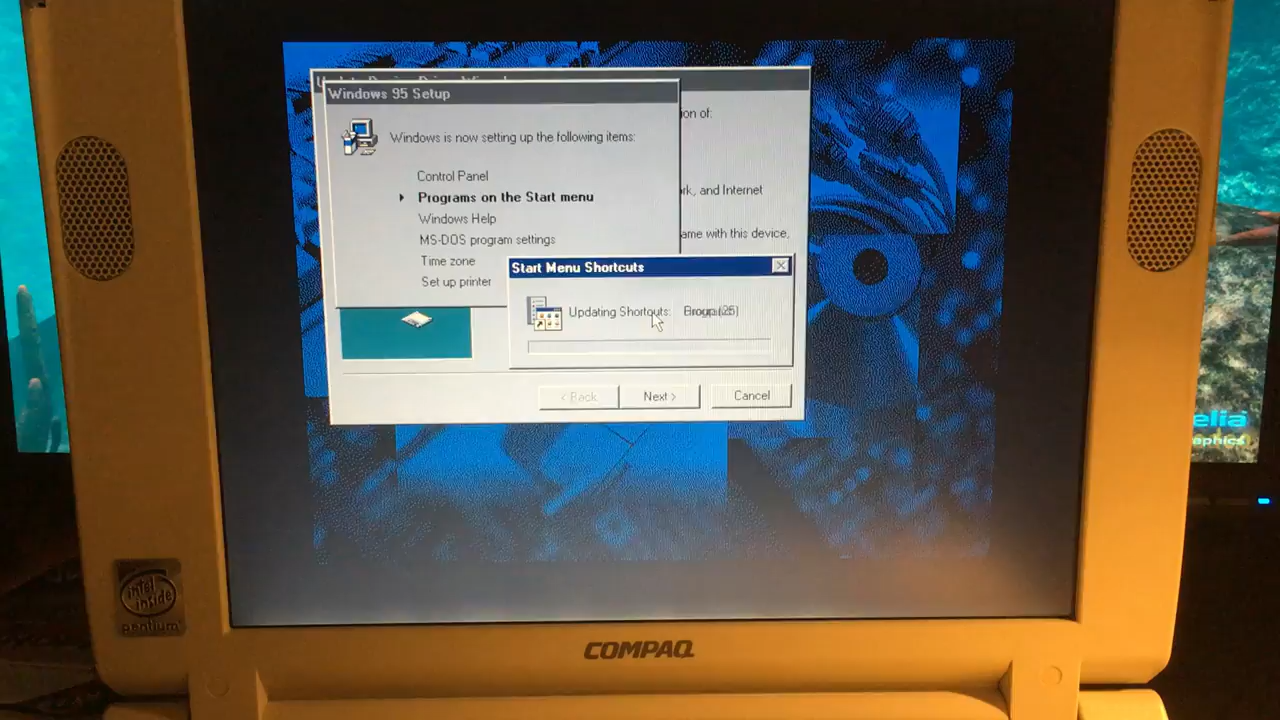 Windows 95 Setup
ion of:
Windows is now setting up the following items:
Control Panel
Programs on the Start menu
rk, and Internet
Windows Help
MS-DOS program settings
ame with this device,
Time zone
Start Menu Shortcuts
Set up printer
Updating Shortcuts:
< Back
Next >
Cancel
elia
aphics
intel
inside
pentium
COMPAQ